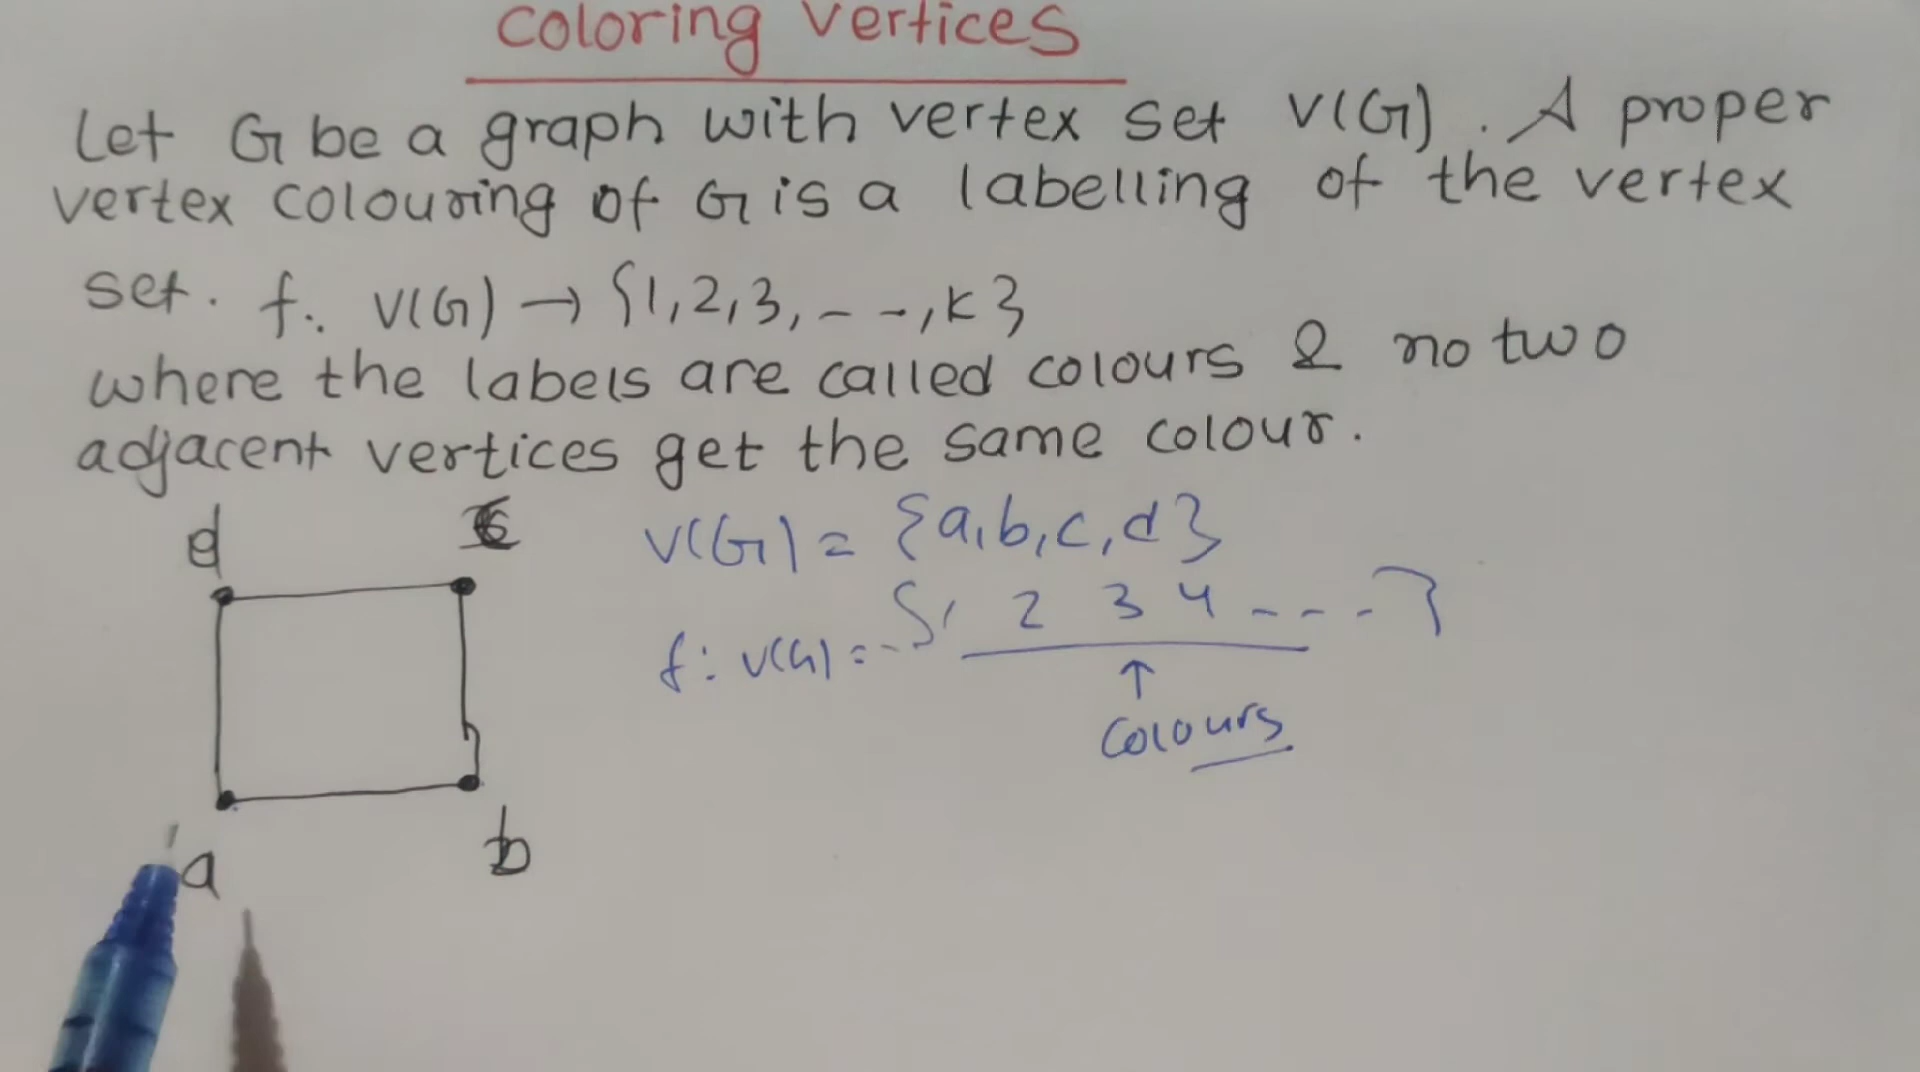 Coloring Vertices
Let G be a graph with vertex set V(G). A proper
vertex colouring of G is a labelling of the vertex
set. f: V(G) → {1,2,3,--,k}
where the labels are called colours & no two
adjacent vertices get the same colour.
d c
V(G) = {a,b,c,d}
f: V(G) = {1 2 3 4 ---}
↑
Colours
a b